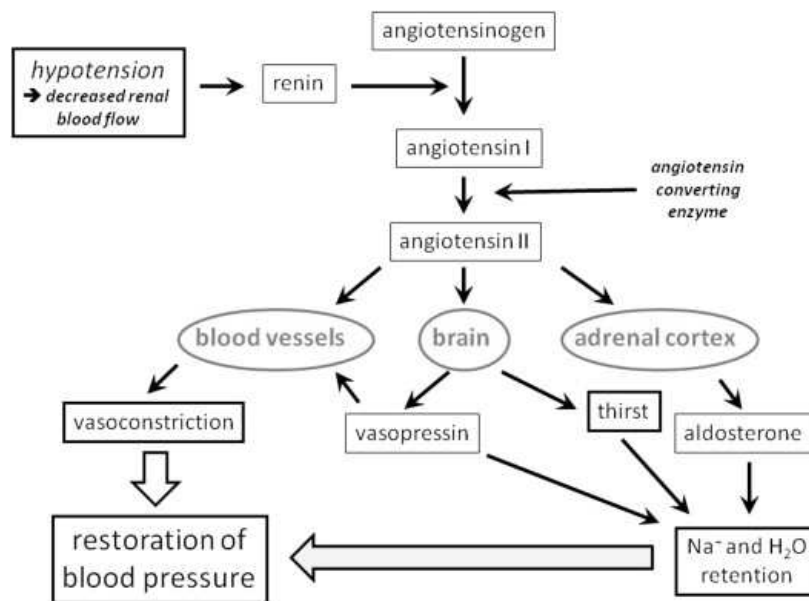 angiotensinogen
hypotension
➔ decreased renal
blood flow
renin
angiotensin I
angiotensin
converting
enzyme
angiotensin II
blood vessels
brain
adrenal cortex
vasoconstriction
vasopressin
thirst
aldosterone
restoration of
blood pressure
Na⁺ and H₂O
retention